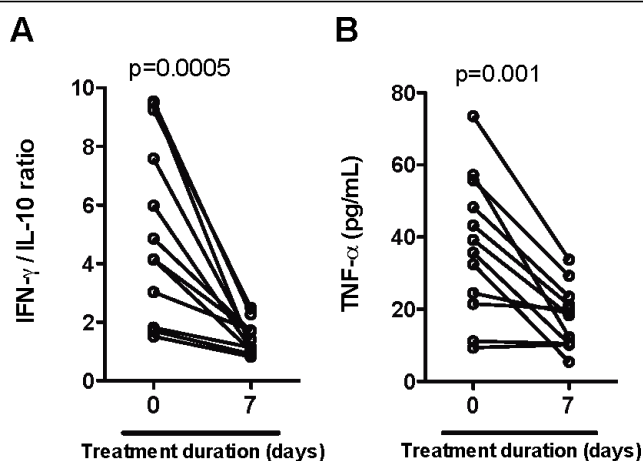 A
p=0.0005
IFN-γ / IL-10 ratio
10
8
6
4
2
0
0 7
Treatment duration (days)
B
p=0.001
TNF-α (pg/mL)
80
60
40
20
0
0 7
Treatment duration (days)